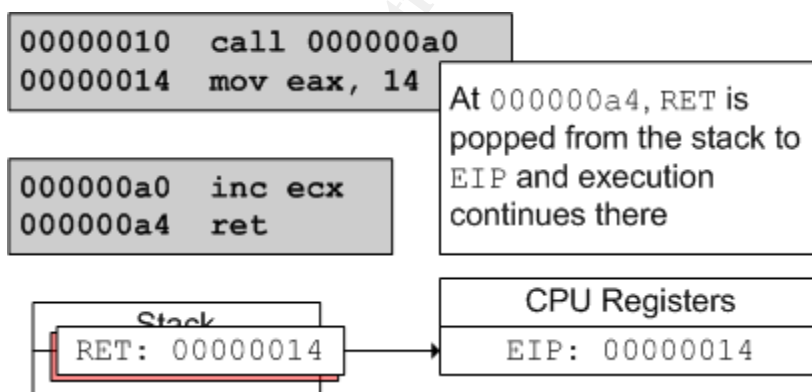 00000010 call 000000a0
00000014 mov eax, 14
At 000000a4, RET is
popped from the stack to
EIP and execution
continues there
000000a0 inc ecx
000000a4 ret
Stack
RET: 00000014
CPU Registers
EIP: 00000014